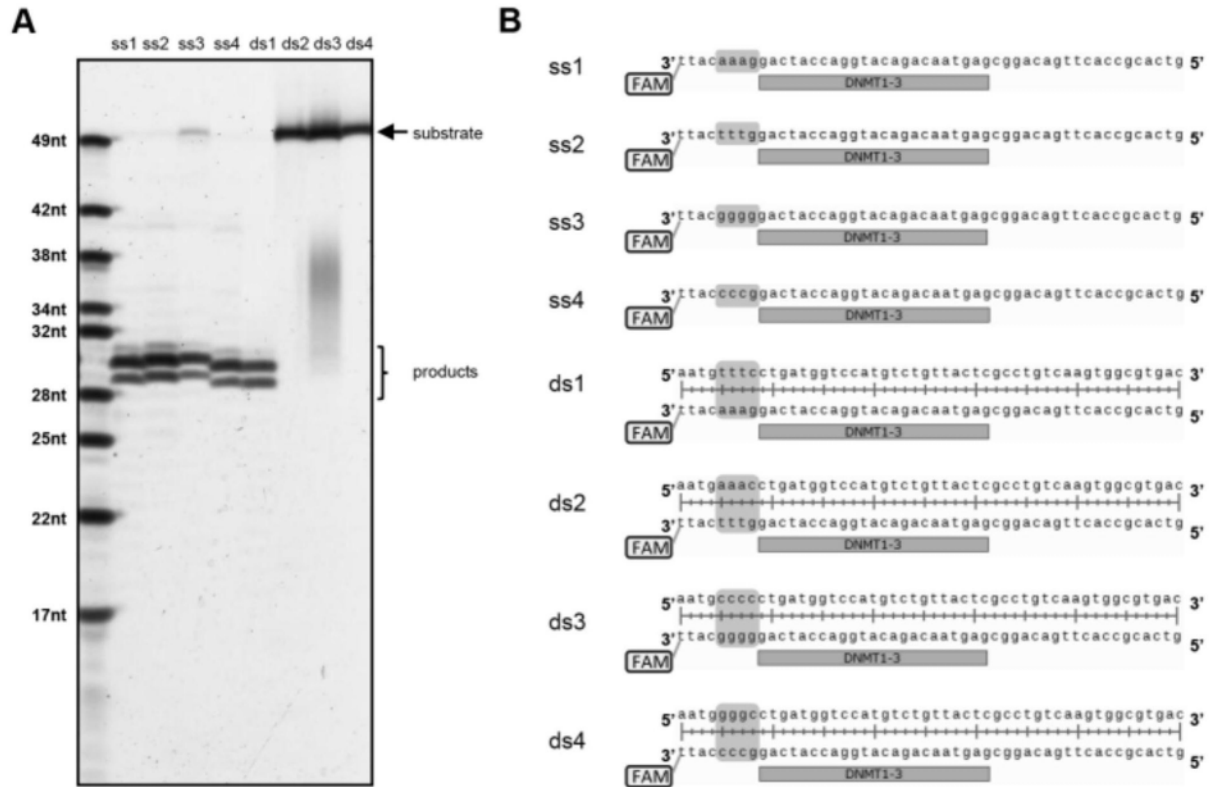 A
ss1 ss2 ss3 ss4 ds1 ds2 ds3 ds4
49nt
42nt
38nt
34nt
32nt
28nt
25nt
22nt
17nt
substrate
products
B
ss1
3' ttacaaaggactaccaggtacagacaatgagcggacagttcaccgcactg 5'
FAM DNMT1-3
ss2
3' ttactttggactaccaggtacagacaatgagcggacagttcaccgcactg 5'
FAM DNMT1-3
ss3
3' ttacgggggactaccaggtacagacaatgagcggacagttcaccgcactg 5'
FAM DNMT1-3
ss4
3' ttaccccggactaccaggtacagacaatgagcggacagttcaccgcactg 5'
FAM DNMT1-3
ds1
5' aatgtttcctgatggtccatgtctgttactcgcctgtcaagtggcgtgac 3'
3' ttacaaaggactaccaggtacagacaatgagcggacagttcaccgcactg 5'
FAM DNMT1-3
ds2
5' aatgaaacctgatggtccatgtctgttactcgcctgtcaagtggcgtgac 3'
3' ttactttggactaccaggtacagacaatgagcggacagttcaccgcactg 5'
FAM DNMT1-3
ds3
5' aatgccccctgatggtccatgtctgttactcgcctgtcaagtggcgtgac 3'
3' ttacgggggactaccaggtacagacaatgagcggacagttcaccgcactg 5'
FAM DNMT1-3
ds4
5' aatggggcctgatggtccatgtctgttactcgcctgtcaagtggcgtgac 3'
3' ttaccccggactaccaggtacagacaatgagcggacagttcaccgcactg 5'
FAM DNMT1-3